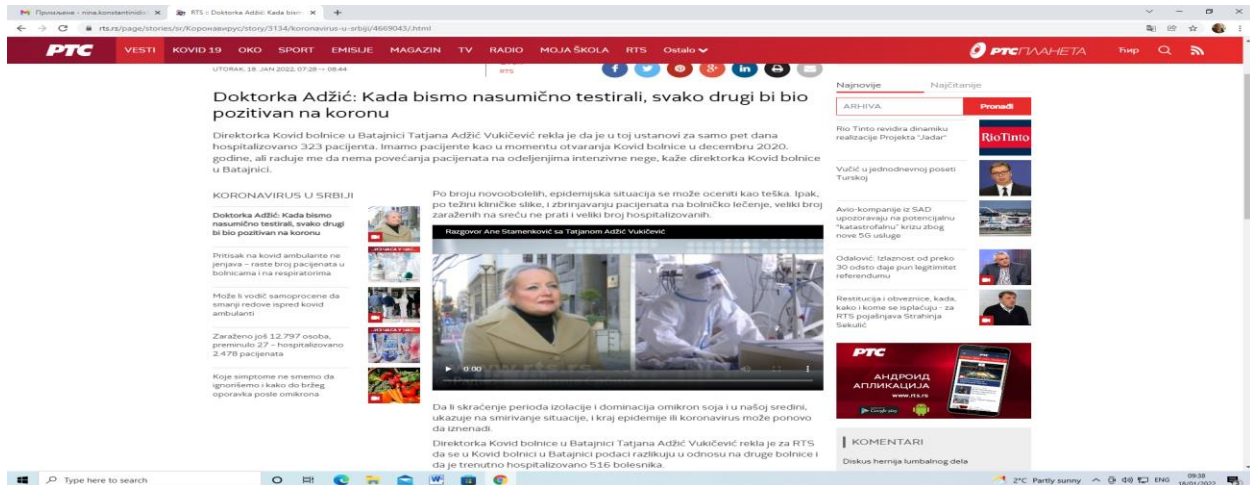 Примљене - nina.konstantinidis
RTS :: Doktorka Adžić: Kada bism
rts.rs/page/stories/sr/Коронавирус/story/3134/koronavirus-u-srbiji/4669043/.html
РТС VESTI KOVID 19 OKO SPORT EMISIJE MAGAZIN TV RADIO MOJA ŠKOLA RTS Ostalo
РТС ПЛАНЕТА Ћир
UTORAK, 18. JAN 2022, 07:28 -> 08:44
RTS
Doktorka Adžić: Kada bismo nasumično testirali, svako drugi bi bio
pozitivan na koronu
Direktorka Kovid bolnice u Batajnici Tatjana Adžić Vukičević rekla je da je u toj ustanovi za samo pet dana
hospitalizovano 323 pacijenta. Imamo pacijente kao u momentu otvaranja Kovid bolnice u decembru 2020.
godine, ali raduje me da nema povećanja pacijenata na odeljenjima intenzivne nege, kaže direktorka Kovid bolnice
u Batajnici.
KORONAVIRUS U SRBIJI
Doktorka Adžić: Kada bismo
nasumično testirali, svako drugi
bi bio pozitivan na koronu
Pritisak na kovid ambulante ne
jenjava – raste broj pacijenata u
bolnicama i na respiratorima
Može li vodič samoprocene da
smanji redove ispred kovid
ambulanti
Zaraženo još 12.797 osoba,
preminulo 27 – hospitalizovano
2.478 pacijenata
Koje simptome ne smemo da
ignorišemo i kako do bržeg
oporavka posle omikrona
Po broju novoobolelih, epidemijska situacija se može oceniti kao teška. Ipak,
po težini kliničke slike, i zbrinjavanju pacijenata na bolničko lečenje, veliki broj
zaraženih na sreću ne prati i veliki broj hospitalizovanih.
Razgovor Ane Stamenković sa Tatjanom Adžić Vukičević
0:00
Da li skraćenje perioda izolacije i dominacija omikron soja i u našoj sredini,
ukazuje na smirivanje situacije, i kraj epidemije ili koronavirus može ponovo
da iznenadi.
Direktorka Kovid bolnice u Batajnici Tatjana Adžić Vukičević rekla je za RTS
da se u Kovid bolnici u Batajnici podaci razlikuju u odnosu na druge bolnice i
da je trenutno hospitalizovano 516 bolesnika.
Najnovije Najčitanije
ARHIVA Pronađi
Rio Tinto revidira dinamiku
realizacije Projekta "Jadar"
RioTinto
Vučić u jednodnevnoj poseti
Turskoj
Avio-kompanije iz SAD
upozoravaju na potencijalnu
"katastrofalnu" krizu zbog
nove 5G usluge
Odalović: Izlaznost od preko
30 odsto daje pun legitimitet
referendumu
Restitucija i obveznice, kada,
kako i kome se isplaćuju - za
RTS pojašnjava Strahinja
Sekulić
РТС
АНДРОИД
АПЛИКАЦИЈА
www.rts.rs
Google play
KOMENTARI
Diskus hernija lumbalnog dela
Type here to search
2°C Partly sunny
ENG
09:38
18/01/2022